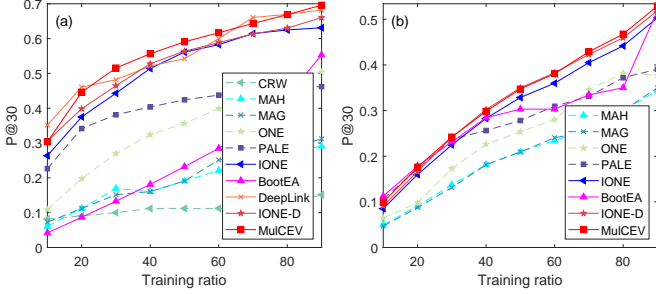 (a)
P@30
0.7
0.6
0.5
0.4
0.3
0.2
0.1
0
20 40 60 80
Training ratio
CRW
MAH
MAG
ONE
PALE
IONE
BootEA
DeepLink
IONE-D
MulCEV
(b)
P@30
0.5
0.4
0.3
0.2
0.1
0
20 40 60 80
Training ratio
MAH
MAG
ONE
PALE
IONE
BootEA
IONE-D
MulCEV